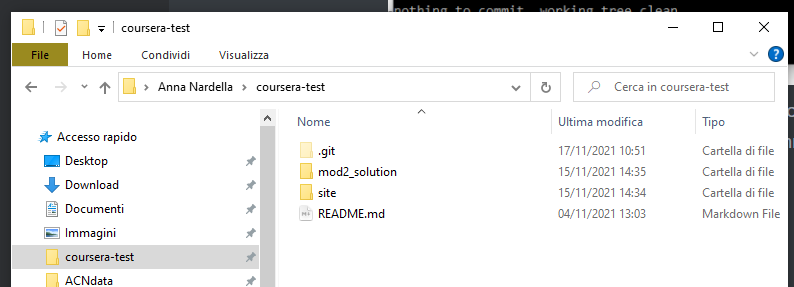 nothing to commit, working tree clean
coursera-test
File Home Condividi Visualizza
Anna Nardella coursera-test Cerca in coursera-test
Nome Ultima modifica Tipo
Accesso rapido
.git 17/11/2021 10:51 Cartella di file
Desktop
mod2_solution 15/11/2021 14:35 Cartella di file
Download
site 15/11/2021 14:34 Cartella di file
Documenti
README.md 04/11/2021 13:03 Markdown File
Immagini
coursera-test
ACNdata